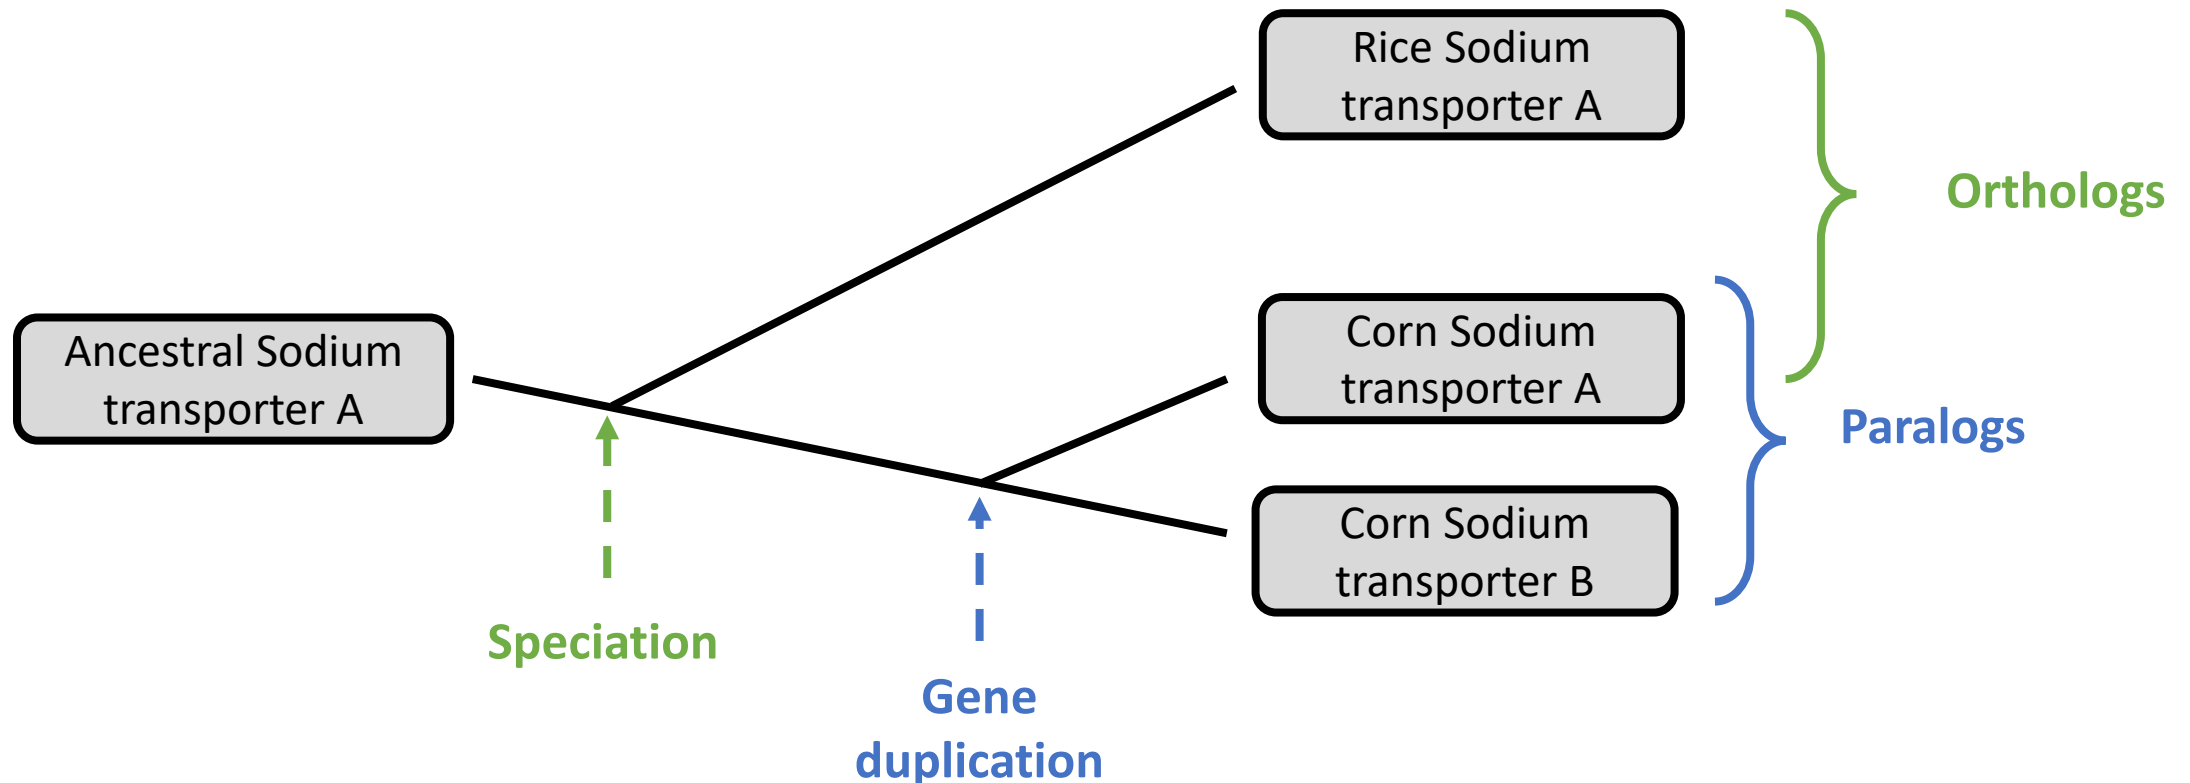 Rice Sodium
transporter A
Orthologs
Ancestral Sodium
transporter A
Corn Sodium
transporter A
Paralogs
Corn Sodium
transporter B
Speciation
Gene
duplication